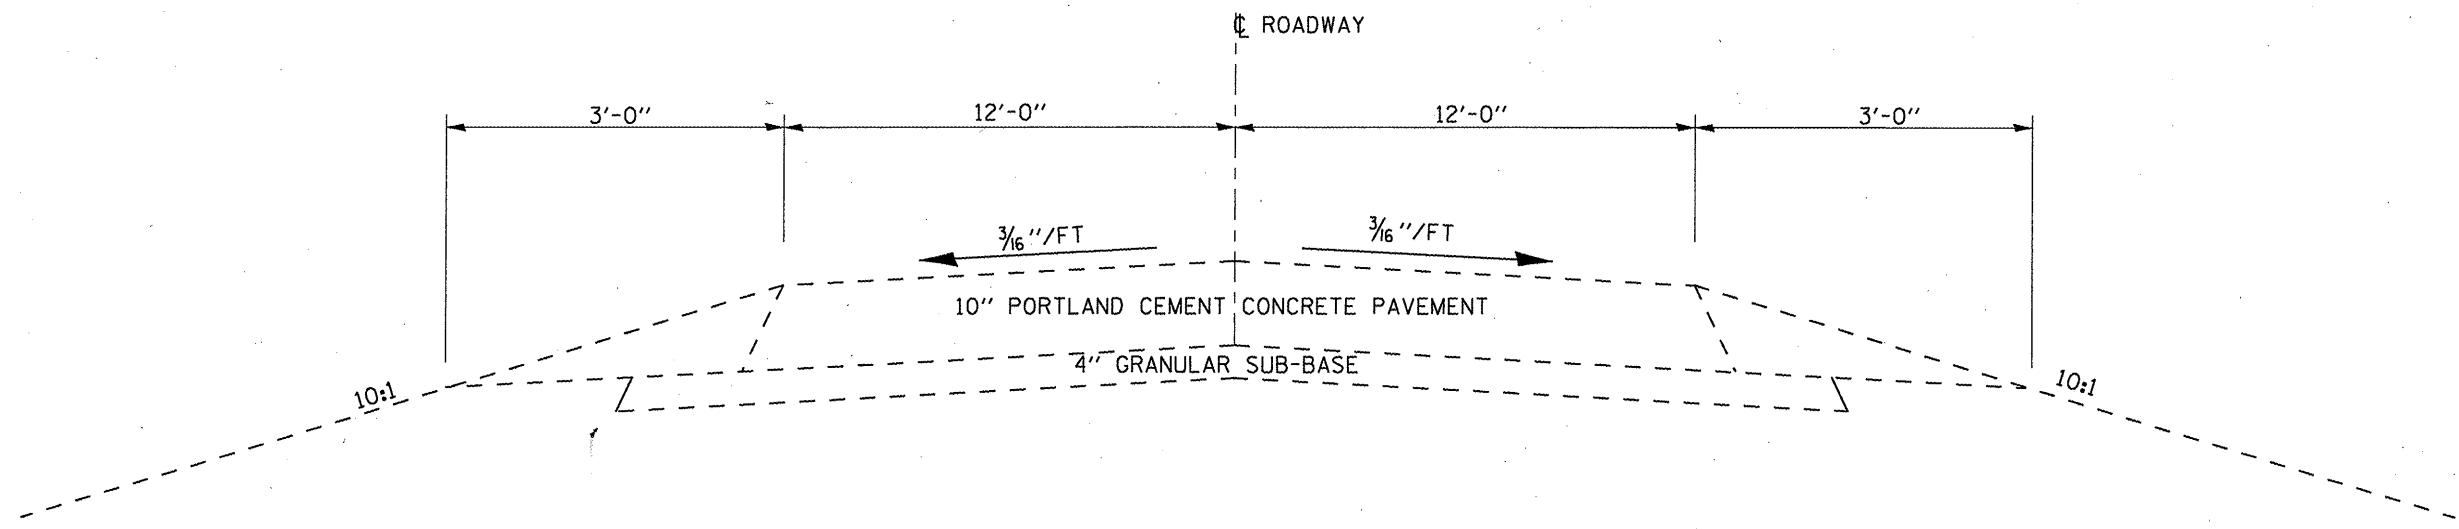 ℄ ROADWAY
3'-0" 12'-0" 12'-0" 3'-0"
3/16"/FT 3/16"/FT
10" PORTLAND CEMENT CONCRETE PAVEMENT
4" GRANULAR SUB-BASE
10:1 10:1